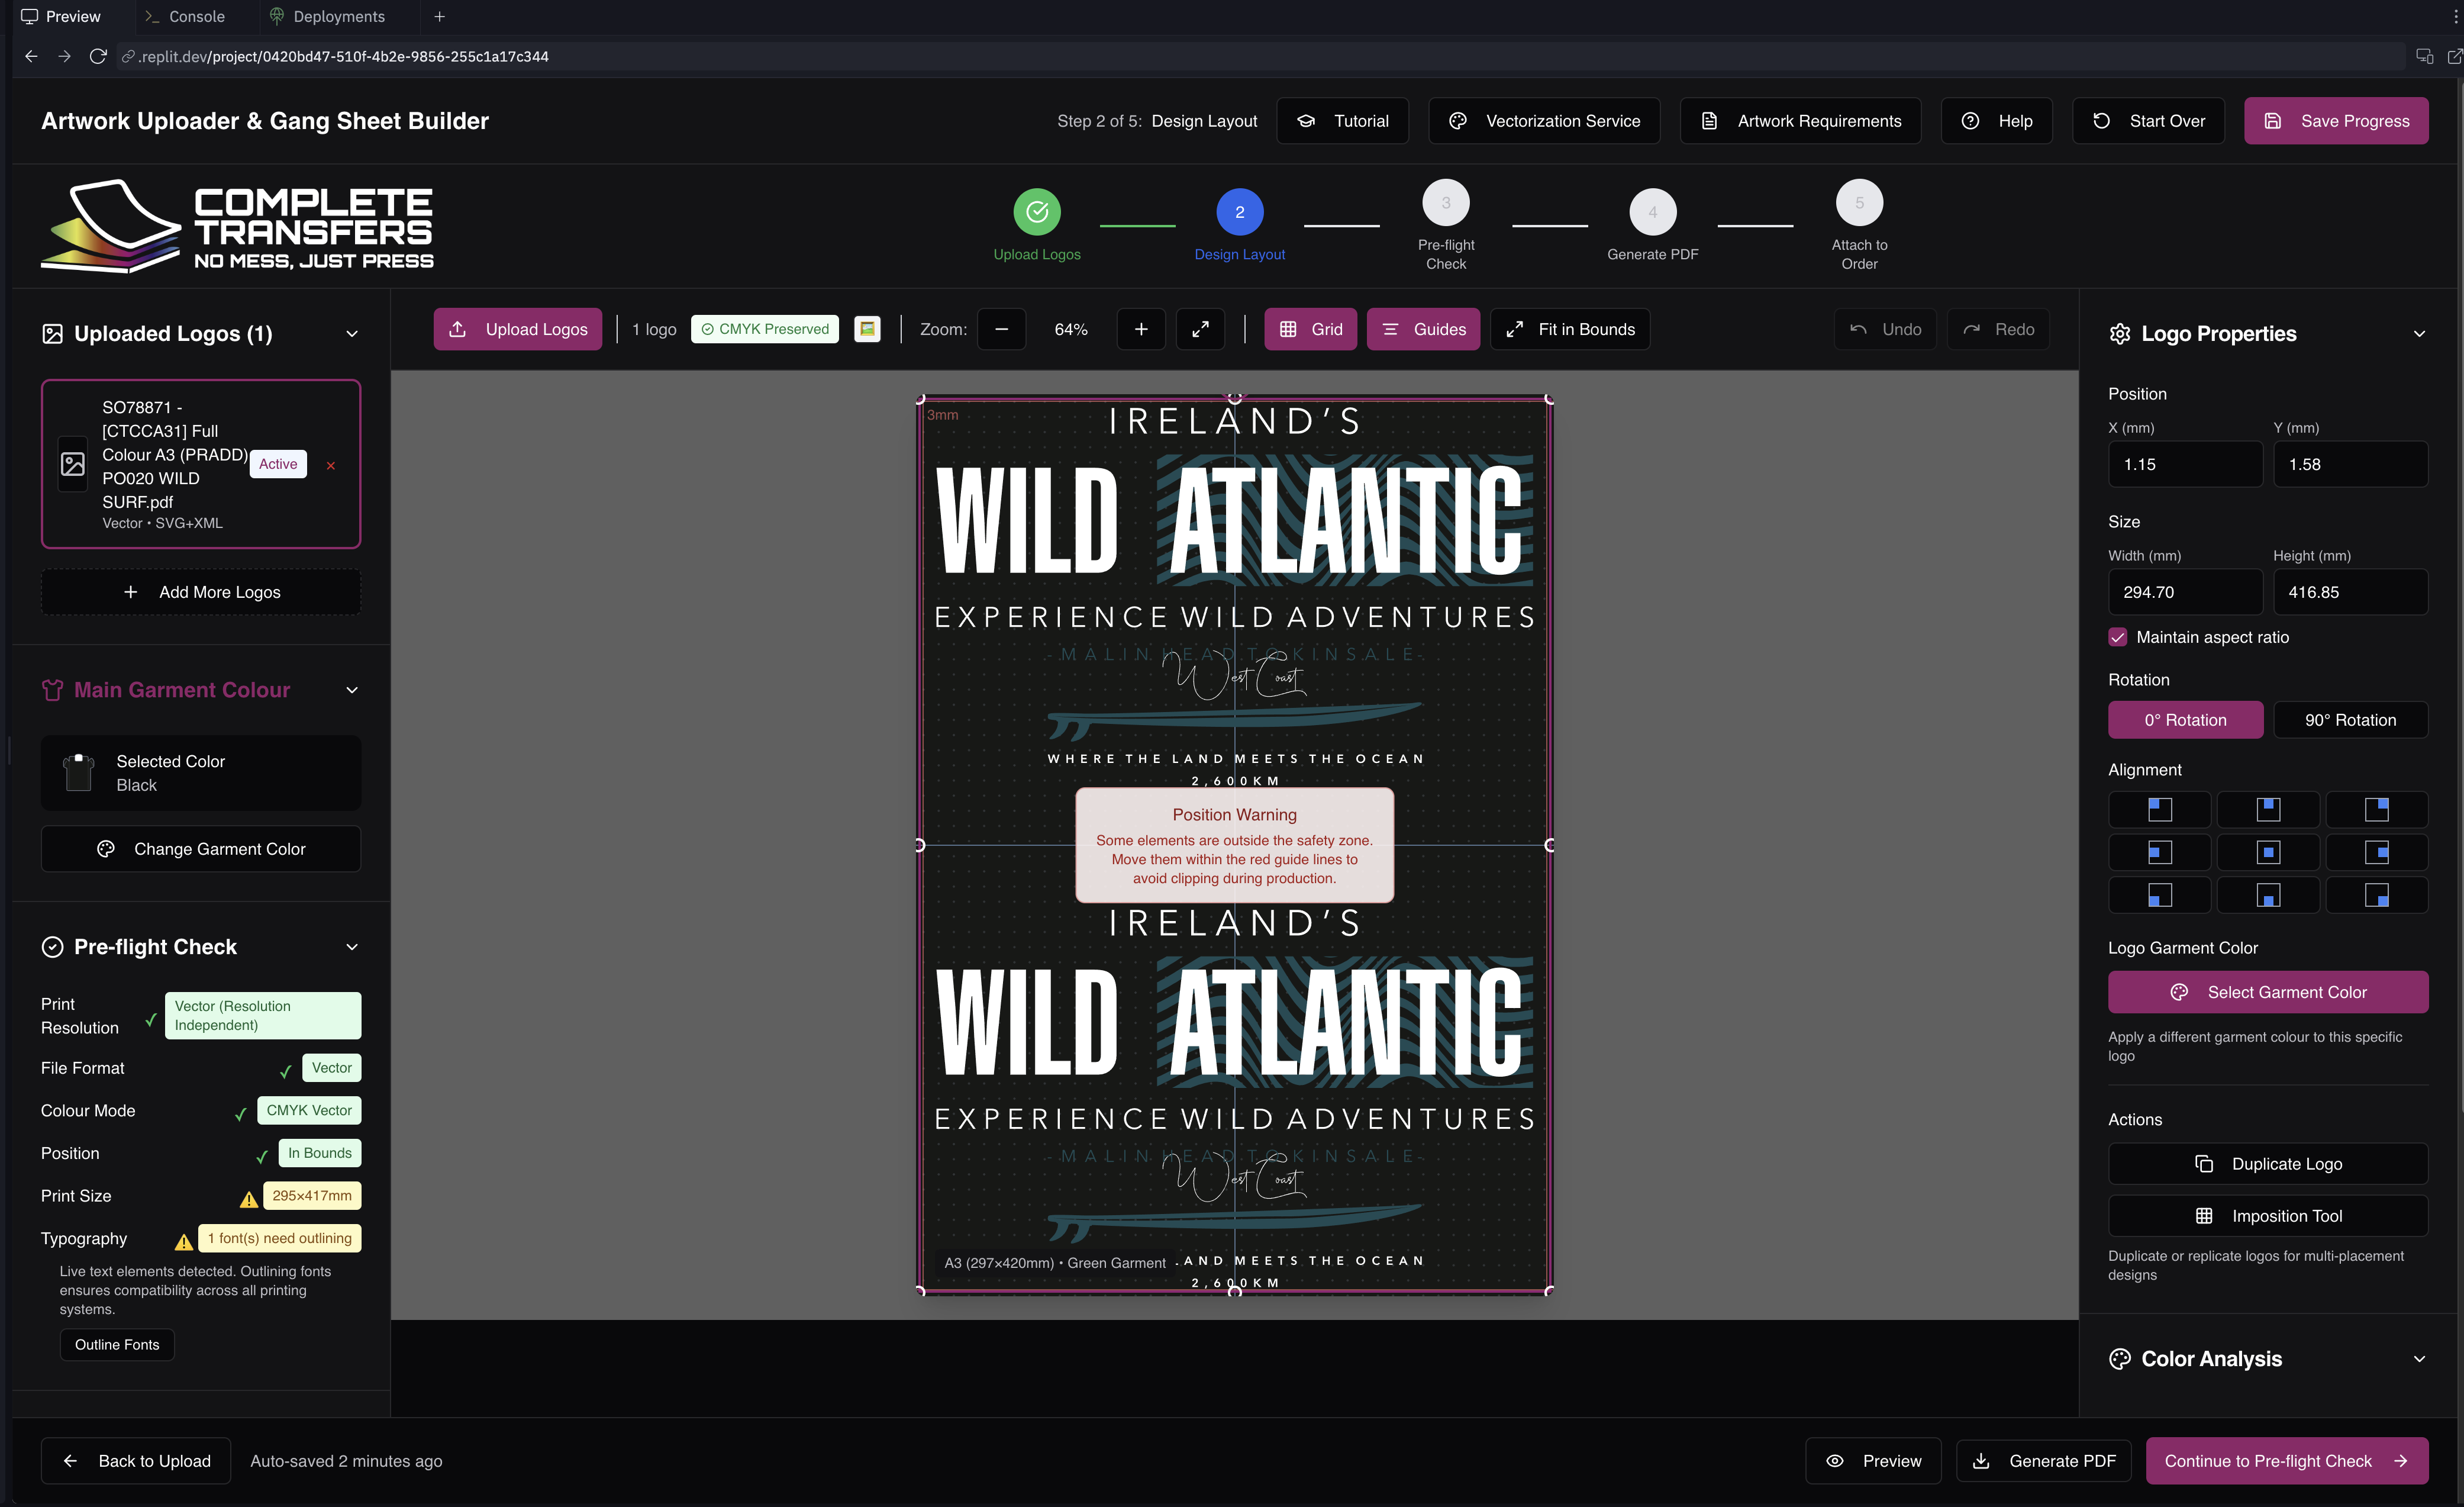 Preview
Console
Deployments
.replit.dev/project/0420bd47-510f-4b2e-9856-255c1a17c344
Artwork Uploader & Gang Sheet Builder
Step 2 of 5: Design Layout
Tutorial
Vectorization Service
Artwork Requirements
Help
Start Over
Save Progress
COMPLETE
TRANSFERS
NO MESS, JUST PRESS
Upload Logos
2
Design Layout
3
Pre-flight
Check
4
Generate PDF
5
Attach to
Order
Uploaded Logos (1)
SO78871 -
[CTCCA31] Full
Colour A3 (PRADD)
PO020 WILD
SURF.pdf
Vector • SVG+XML
Active
×
Add More Logos
Main Garment Colour
Selected Color
Black
Change Garment Color
Pre-flight Check
Print
Resolution
Vector (Resolution
Independent)
File Format
Vector
Colour Mode
CMYK Vector
Position
In Bounds
Print Size
295×417mm
Typography
1 font(s) need outlining
Live text elements detected. Outlining fonts
ensures compatibility across all printing
systems.
Outline Fonts
Upload Logos
1 logo
CMYK Preserved
Zoom:
64%
Grid
Guides
Fit in Bounds
Undo
Redo
3mm
IRELAND'S
WILD ATLANTIC
EXPERIENCE WILD ADVENTURES
- MALIN HEAD TO KINSALE -
West Coast
WHERE THE LAND MEETS THE OCEAN
2,600KM
Position Warning
Some elements are outside the safety zone.
Move them within the red guide lines to
avoid clipping during production.
IRELAND'S
WILD ATLANTIC
EXPERIENCE WILD ADVENTURES
- MALIN HEAD TO KINSALE -
West Coast
A3 (297×420mm) • Green Garment
AND MEETS THE OCEAN
2,600KM
Logo Properties
Position
X (mm)
Y (mm)
1.15
1.58
Size
Width (mm)
Height (mm)
294.70
416.85
Maintain aspect ratio
Rotation
0° Rotation
90° Rotation
Alignment
Logo Garment Color
Select Garment Color
Apply a different garment colour to this specific
logo
Actions
Duplicate Logo
Imposition Tool
Duplicate or replicate logos for multi-placement
designs
Color Analysis
Back to Upload
Auto-saved 2 minutes ago
Preview
Generate PDF
Continue to Pre-flight Check